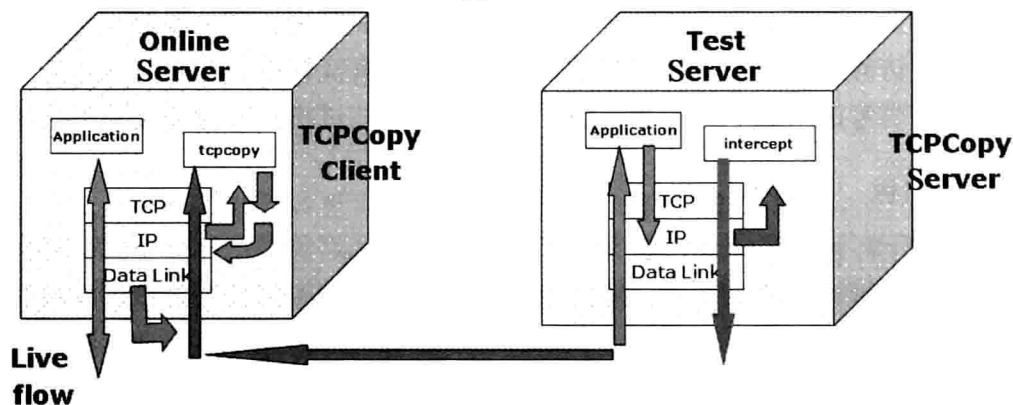 Online
Server
Application
tcpcopy
TCP
IP
Data Link
TCPCopy
Client
Live
flow
Test
Server
Application
intercept
TCP
IP
Data Link
TCPCopy
Server